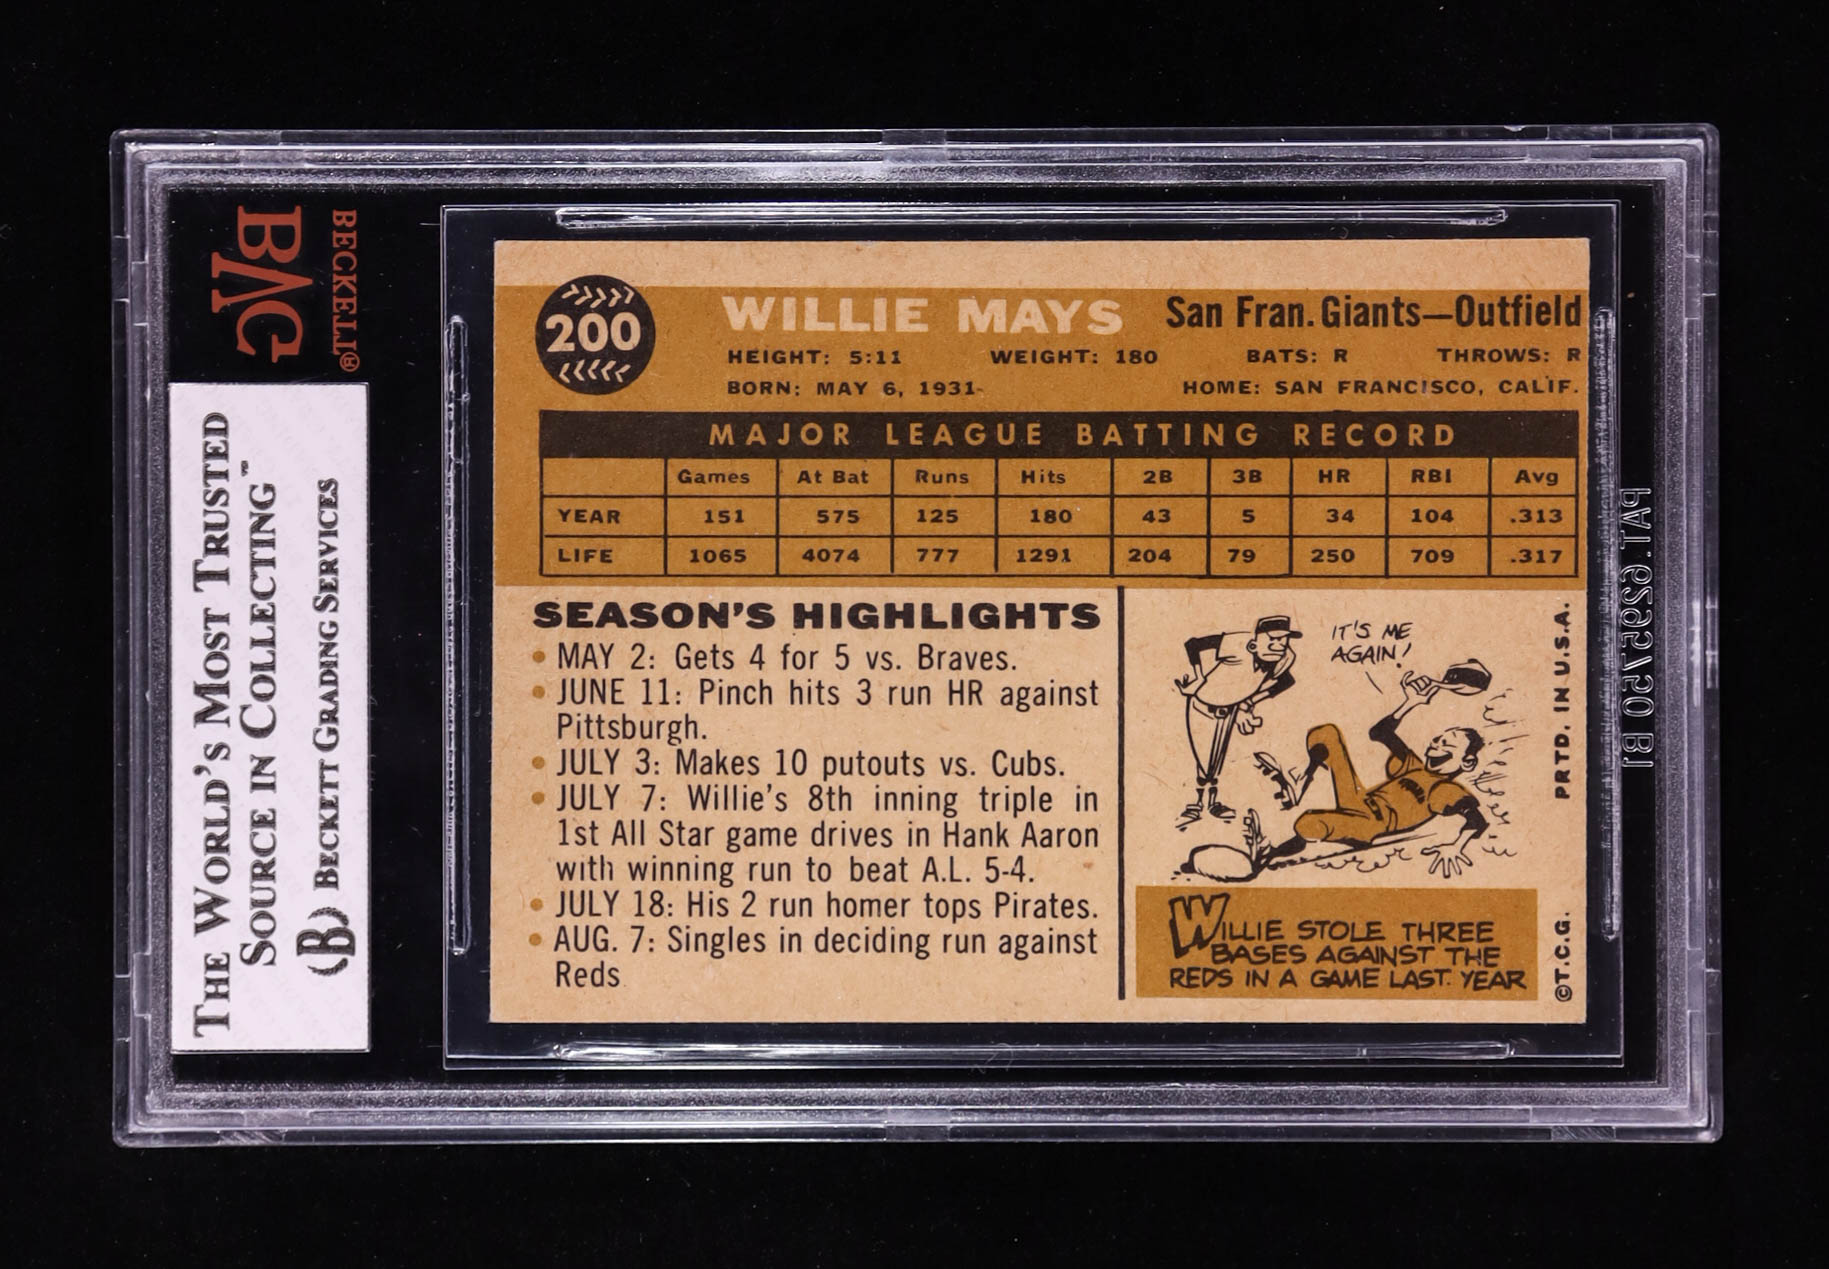 BECKETT®
BVG
THE WORLD'S MOST TRUSTED
SOURCE IN COLLECTING™
BECKETT GRADING SERVICES
200
WILLIE MAYS San Fran. Giants—Outfield
HEIGHT: 5:11 WEIGHT: 180 BATS: R THROWS: R
BORN: MAY 6, 1931 HOME: SAN FRANCISCO, CALIF.
MAJOR LEAGUE BATTING RECORD
Games At Bat Runs Hits 2B 3B HR RBI Avg
YEAR 151 575 125 180 43 5 34 104 .313
LIFE 1065 4074 777 1291 204 79 250 709 .317
SEASON'S HIGHLIGHTS
• MAY 2: Gets 4 for 5 vs. Braves.
• JUNE 11: Pinch hits 3 run HR against
Pittsburgh.
• JULY 3: Makes 10 putouts vs. Cubs.
• JULY 7: Willie's 8th inning triple in
1st All Star game drives in Hank Aaron
with winning run to beat A.L. 5-4.
• JULY 18: His 2 run homer tops Pirates.
• AUG. 7: Singles in deciding run against
Reds
IT'S ME
AGAIN!
WILLIE STOLE THREE
BASES AGAINST THE
REDS IN A GAME LAST YEAR
©T.C.G. PRTD. IN U.S.A.